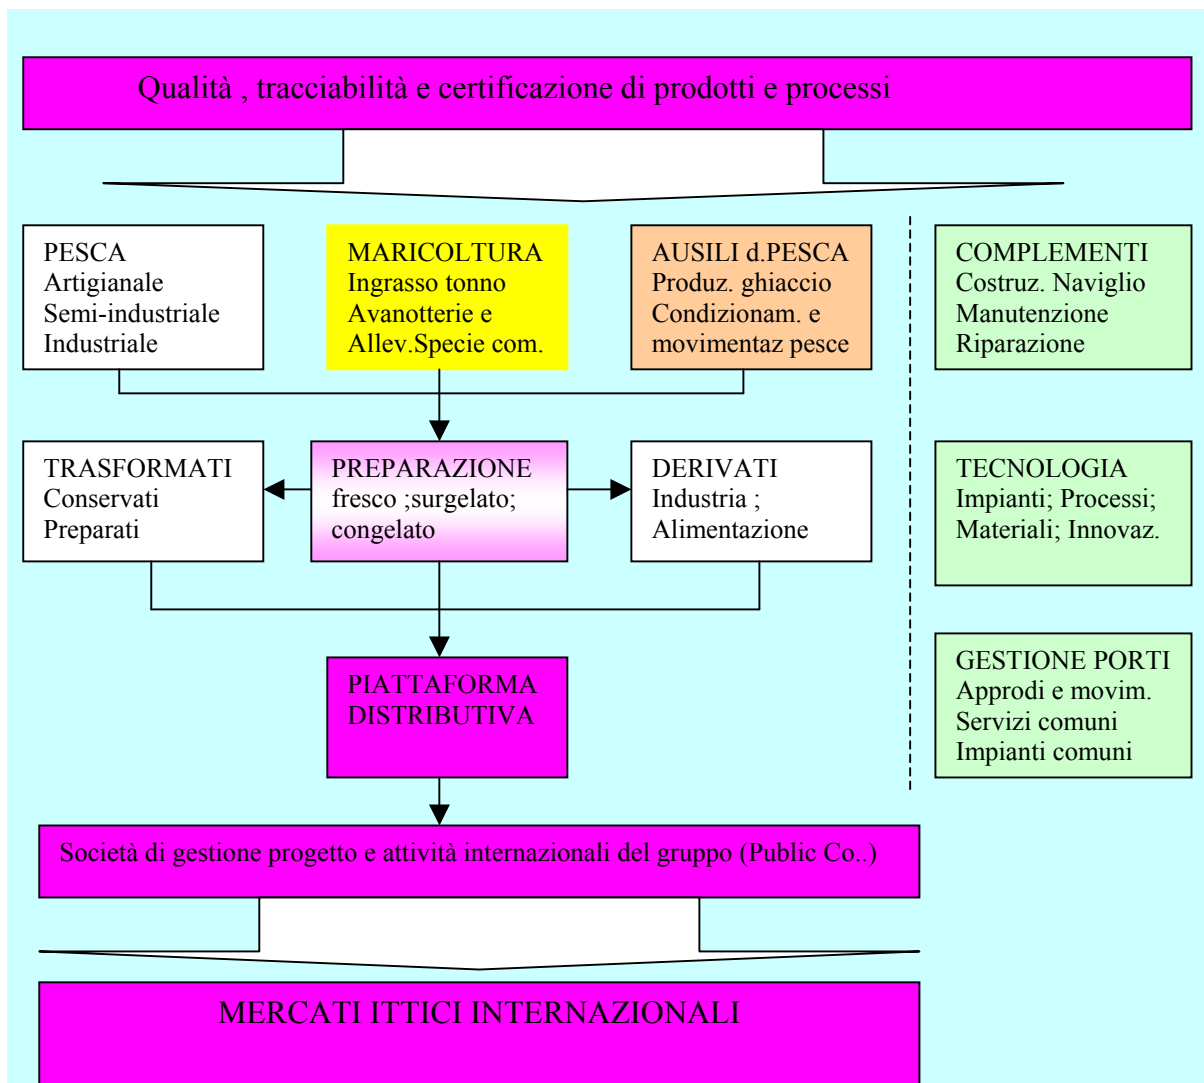 Qualità , tracciabilità e certificazione di prodotti e processi
PESCA
Artigianale
Semi-industriale
Industriale
MARICOLTURA
Ingrasso tonno
Avanotterie e
Allev.Specie com.
AUSILI d.PESCA
Produz. ghiaccio
Condizionam. e
movimentaz pesce
COMPLEMENTI
Costruz. Naviglio
Manutenzione
Riparazione
TRASFORMATI
Conservati
Preparati
PREPARAZIONE
fresco ;surgelato;
congelato
DERIVATI
Industria ;
Alimentazione
TECNOLOGIA
Impianti; Processi;
Materiali; Innovaz.
PIATTAFORMA
DISTRIBUTIVA
GESTIONE PORTI
Approdi e movim.
Servizi comuni
Impianti comuni
Società di gestione progetto e attività internazionali del gruppo (Public Co..)
MERCATI ITTICI INTERNAZIONALI